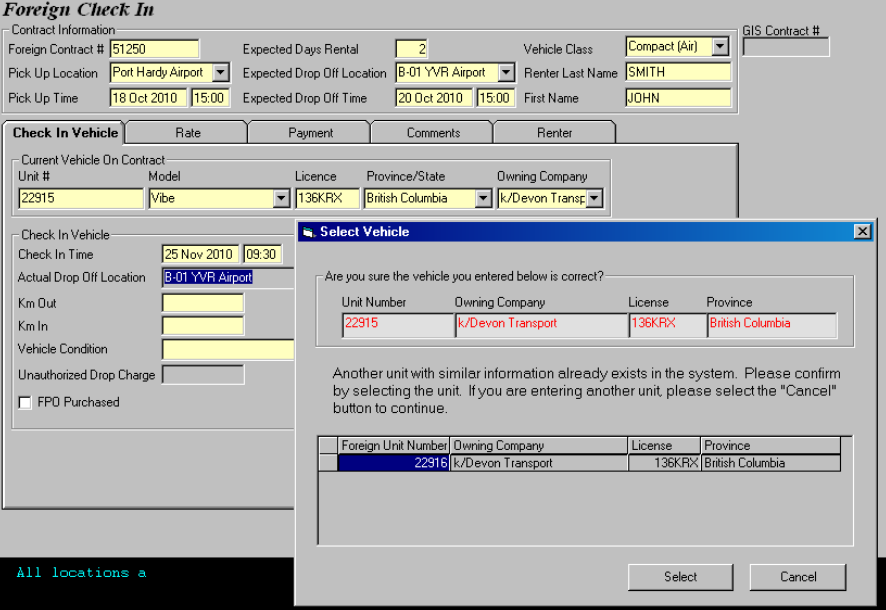 Foreign Check In
Contract Information
GIS Contract #
Foreign Contract # 51250 Expected Days Rental 2 Vehicle Class Compact (Air)
Pick Up Location Port Hardy Airport Expected Drop Off Location B-01 YVR Airport Renter Last Name SMITH
Pick Up Time 18 Oct 2010 15:00 Expected Drop Off Time 20 Oct 2010 15:00 First Name JOHN
Check In Vehicle Rate Payment Comments Renter
Current Vehicle On Contract
Unit # Model Licence Province/State Owning Company
22915 Vibe 136KRX British Columbia k/Devon Transp
Check In Vehicle
Check In Time 25 Nov 2010 09:30
Actual Drop Off Location B-01 YVR Airport
Km Out
Km In
Vehicle Condition
Unauthorized Drop Charge
FPO Purchased
Select Vehicle
Are you sure the vehicle you entered below is correct?
Unit Number Owning Company License Province
22915 k/Devon Transport 136KRX British Columbia
Another unit with similar information already exists in the system. Please confirm
by selecting the unit. If you are entering another unit, please select the "Cancel"
button to continue.
Foreign Unit Number Owning Company License Province
22916 k/Devon Transport 136KRX British Columbia
Select Cancel
All locations a